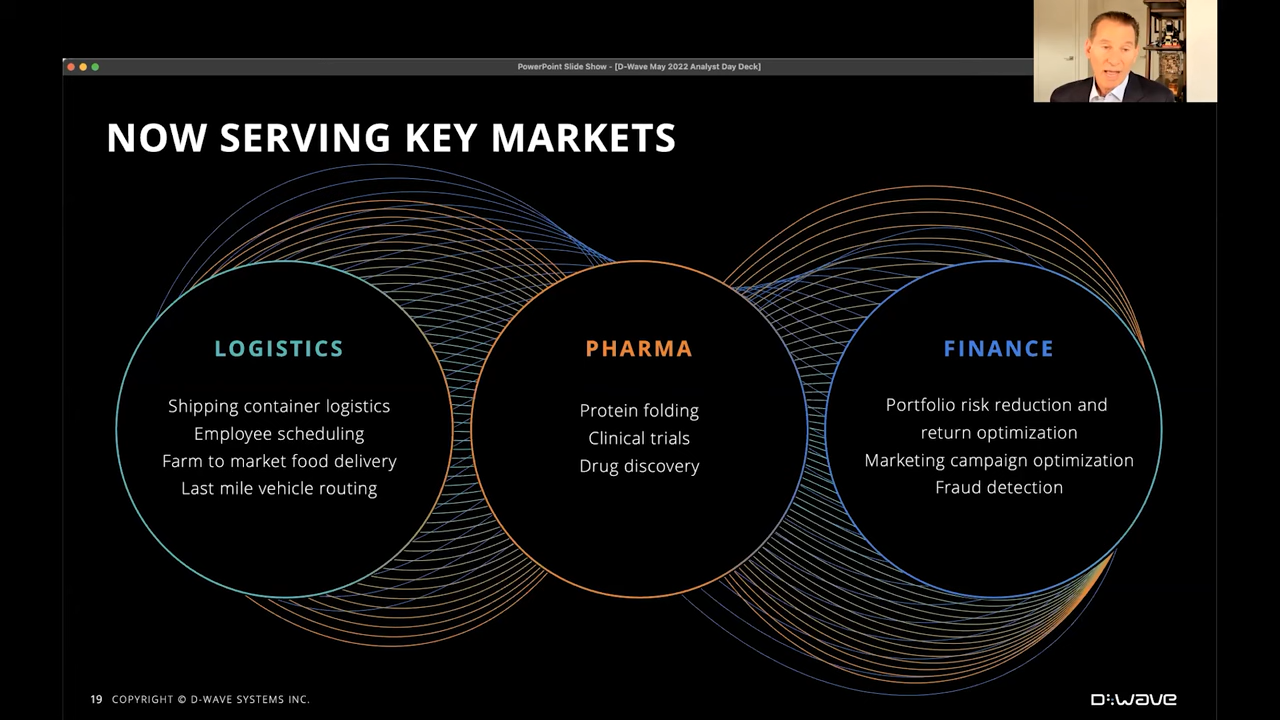 PowerPoint Slide Show - [D-Wave May 2022 Analyst Day Deck]
NOW SERVING KEY MARKETS
LOGISTICS
Shipping container logistics
Employee scheduling
Farm to market food delivery
Last mile vehicle routing
PHARMA
Protein folding
Clinical trials
Drug discovery
FINANCE
Portfolio risk reduction and
return optimization
Marketing campaign optimization
Fraud detection
19 COPYRIGHT © D-WAVE SYSTEMS INC.
D:WAVE